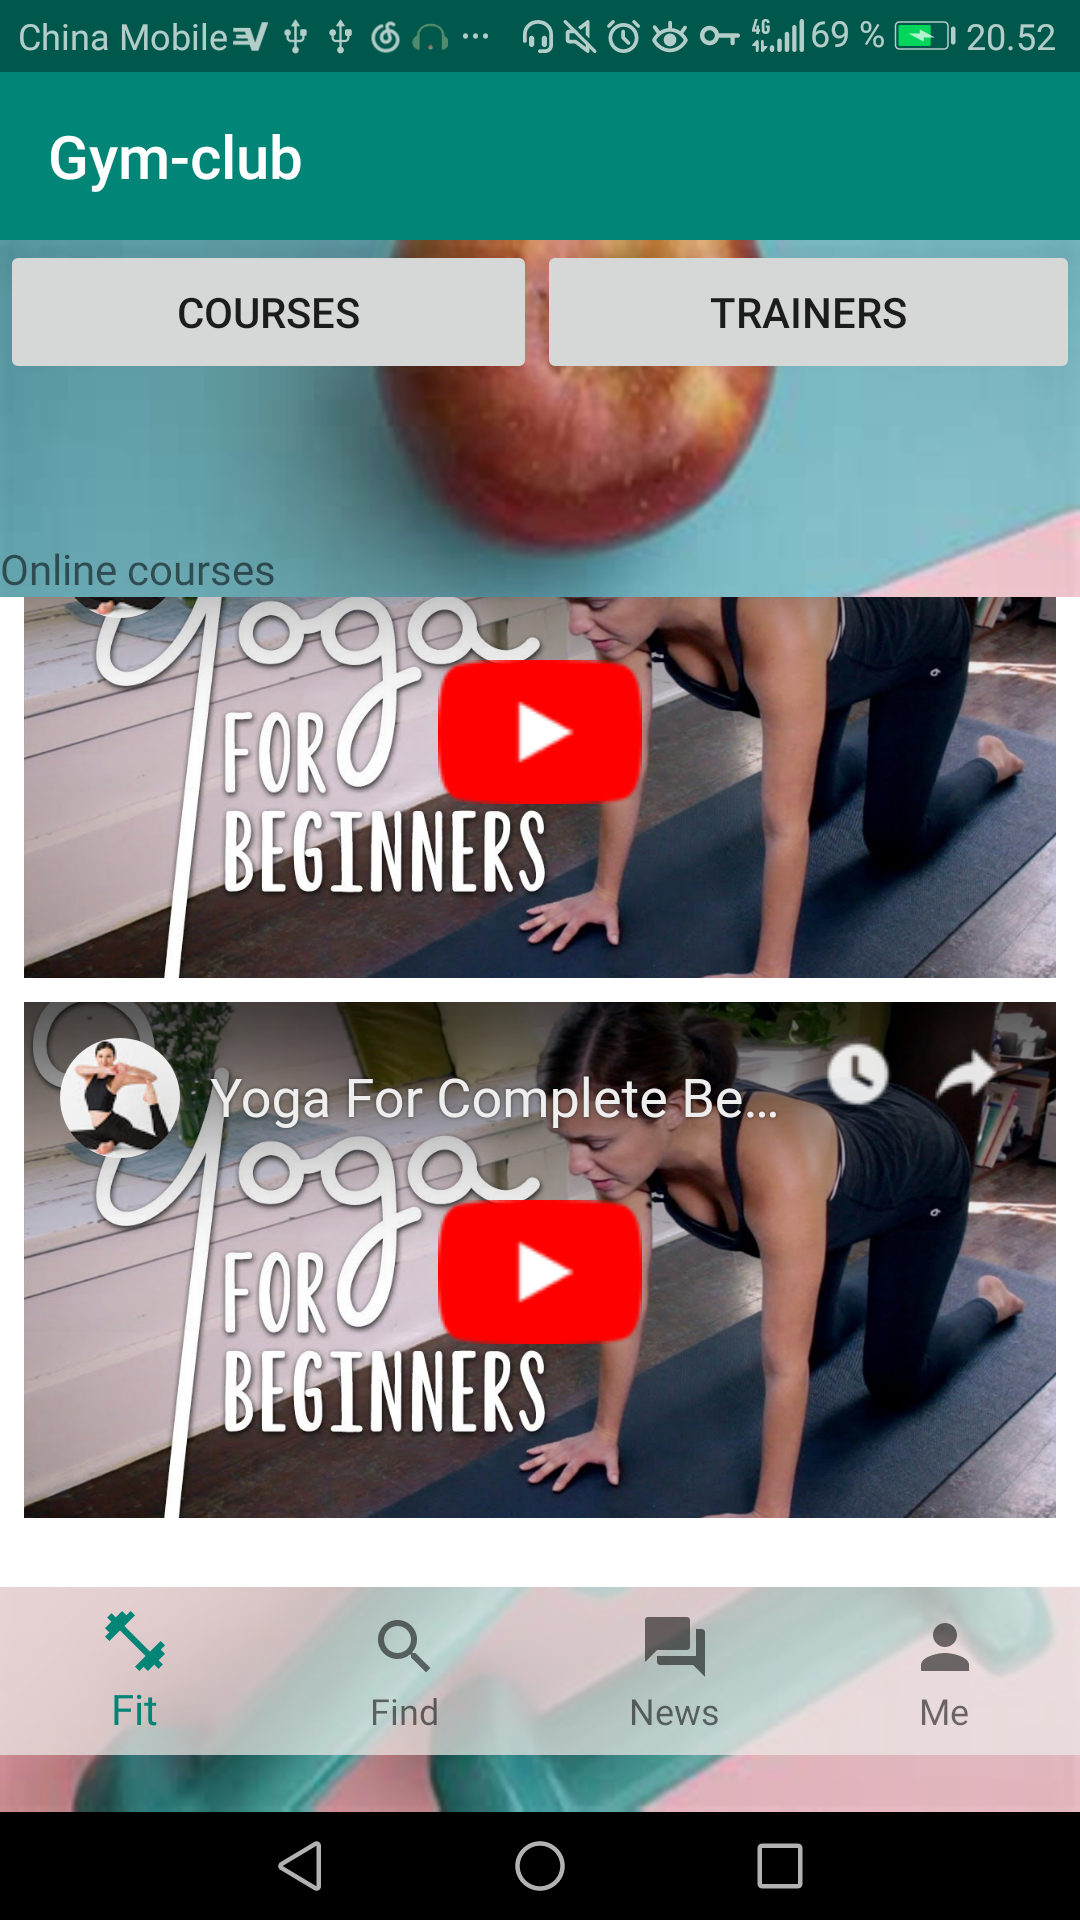 China Mobile 4G 69 % 20.52
Gym-club
COURSES TRAINERS
Online courses
yoga
FOR
BEGINNERS
Yoga For Complete Be...
yoga
FOR
BEGINNERS
Fit Find News Me